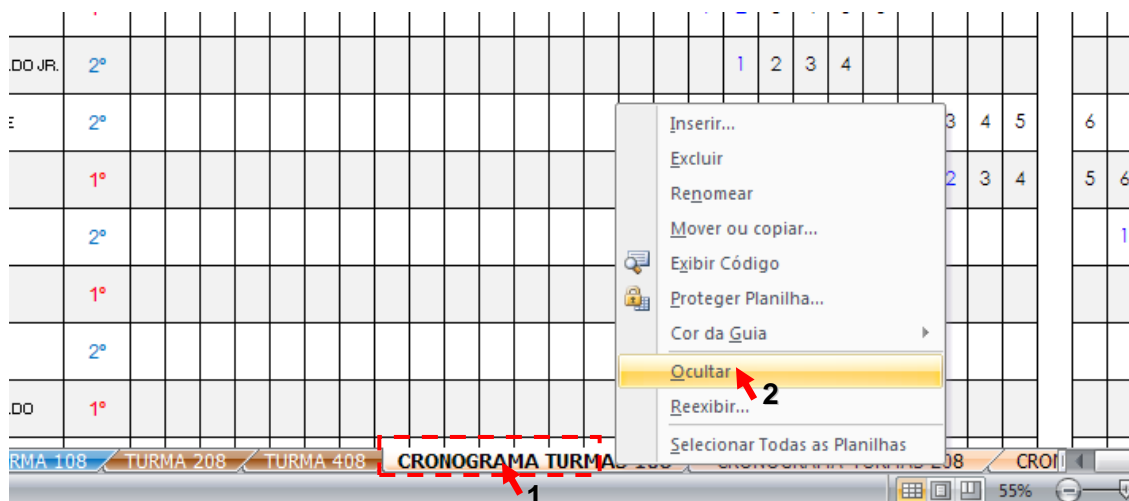 .DO JR. 2º 1 2 3 4
E 2º 3 4 5 6
1º 2 3 4 5 6
2º 1
1º
2º
.DO 1º
Inserir...
Excluir
Renomear
Mover ou copiar...
Exibir Código
Proteger Planilha...
Cor da Guia
Ocultar
2
Reexibir...
Selecionar Todas as Planilhas
RMA 108 TURMA 208 TURMA 408 CRONOGRAMA TURMAS 108 CRONOGRAMA TURMAS 208 CRO
1
55%